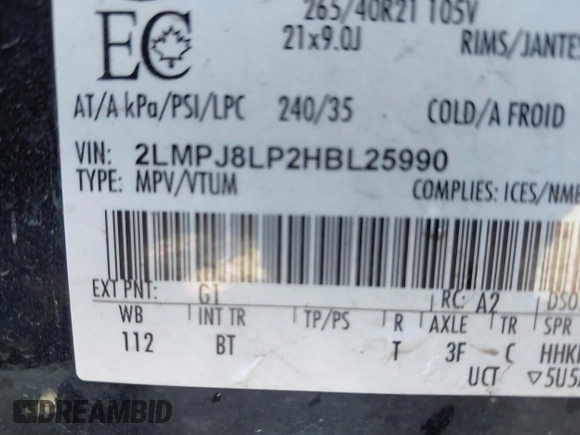 265/40R21 105V
EC
21x9.0J RIMS/JANTES
AT/A kPa/PSI/LPC 240/35 COLD/A FROID
VIN: 2LMPJ8LP2HBL25990
TYPE: MPV/VTUM COMPLIES: ICES/NMB
EXT PNT: G1 RC: A2 DSO
WB INT TR TP/PS R AXLE TR SPR
112 BT T 3F C
UCT ▽5U5
DREAMBID